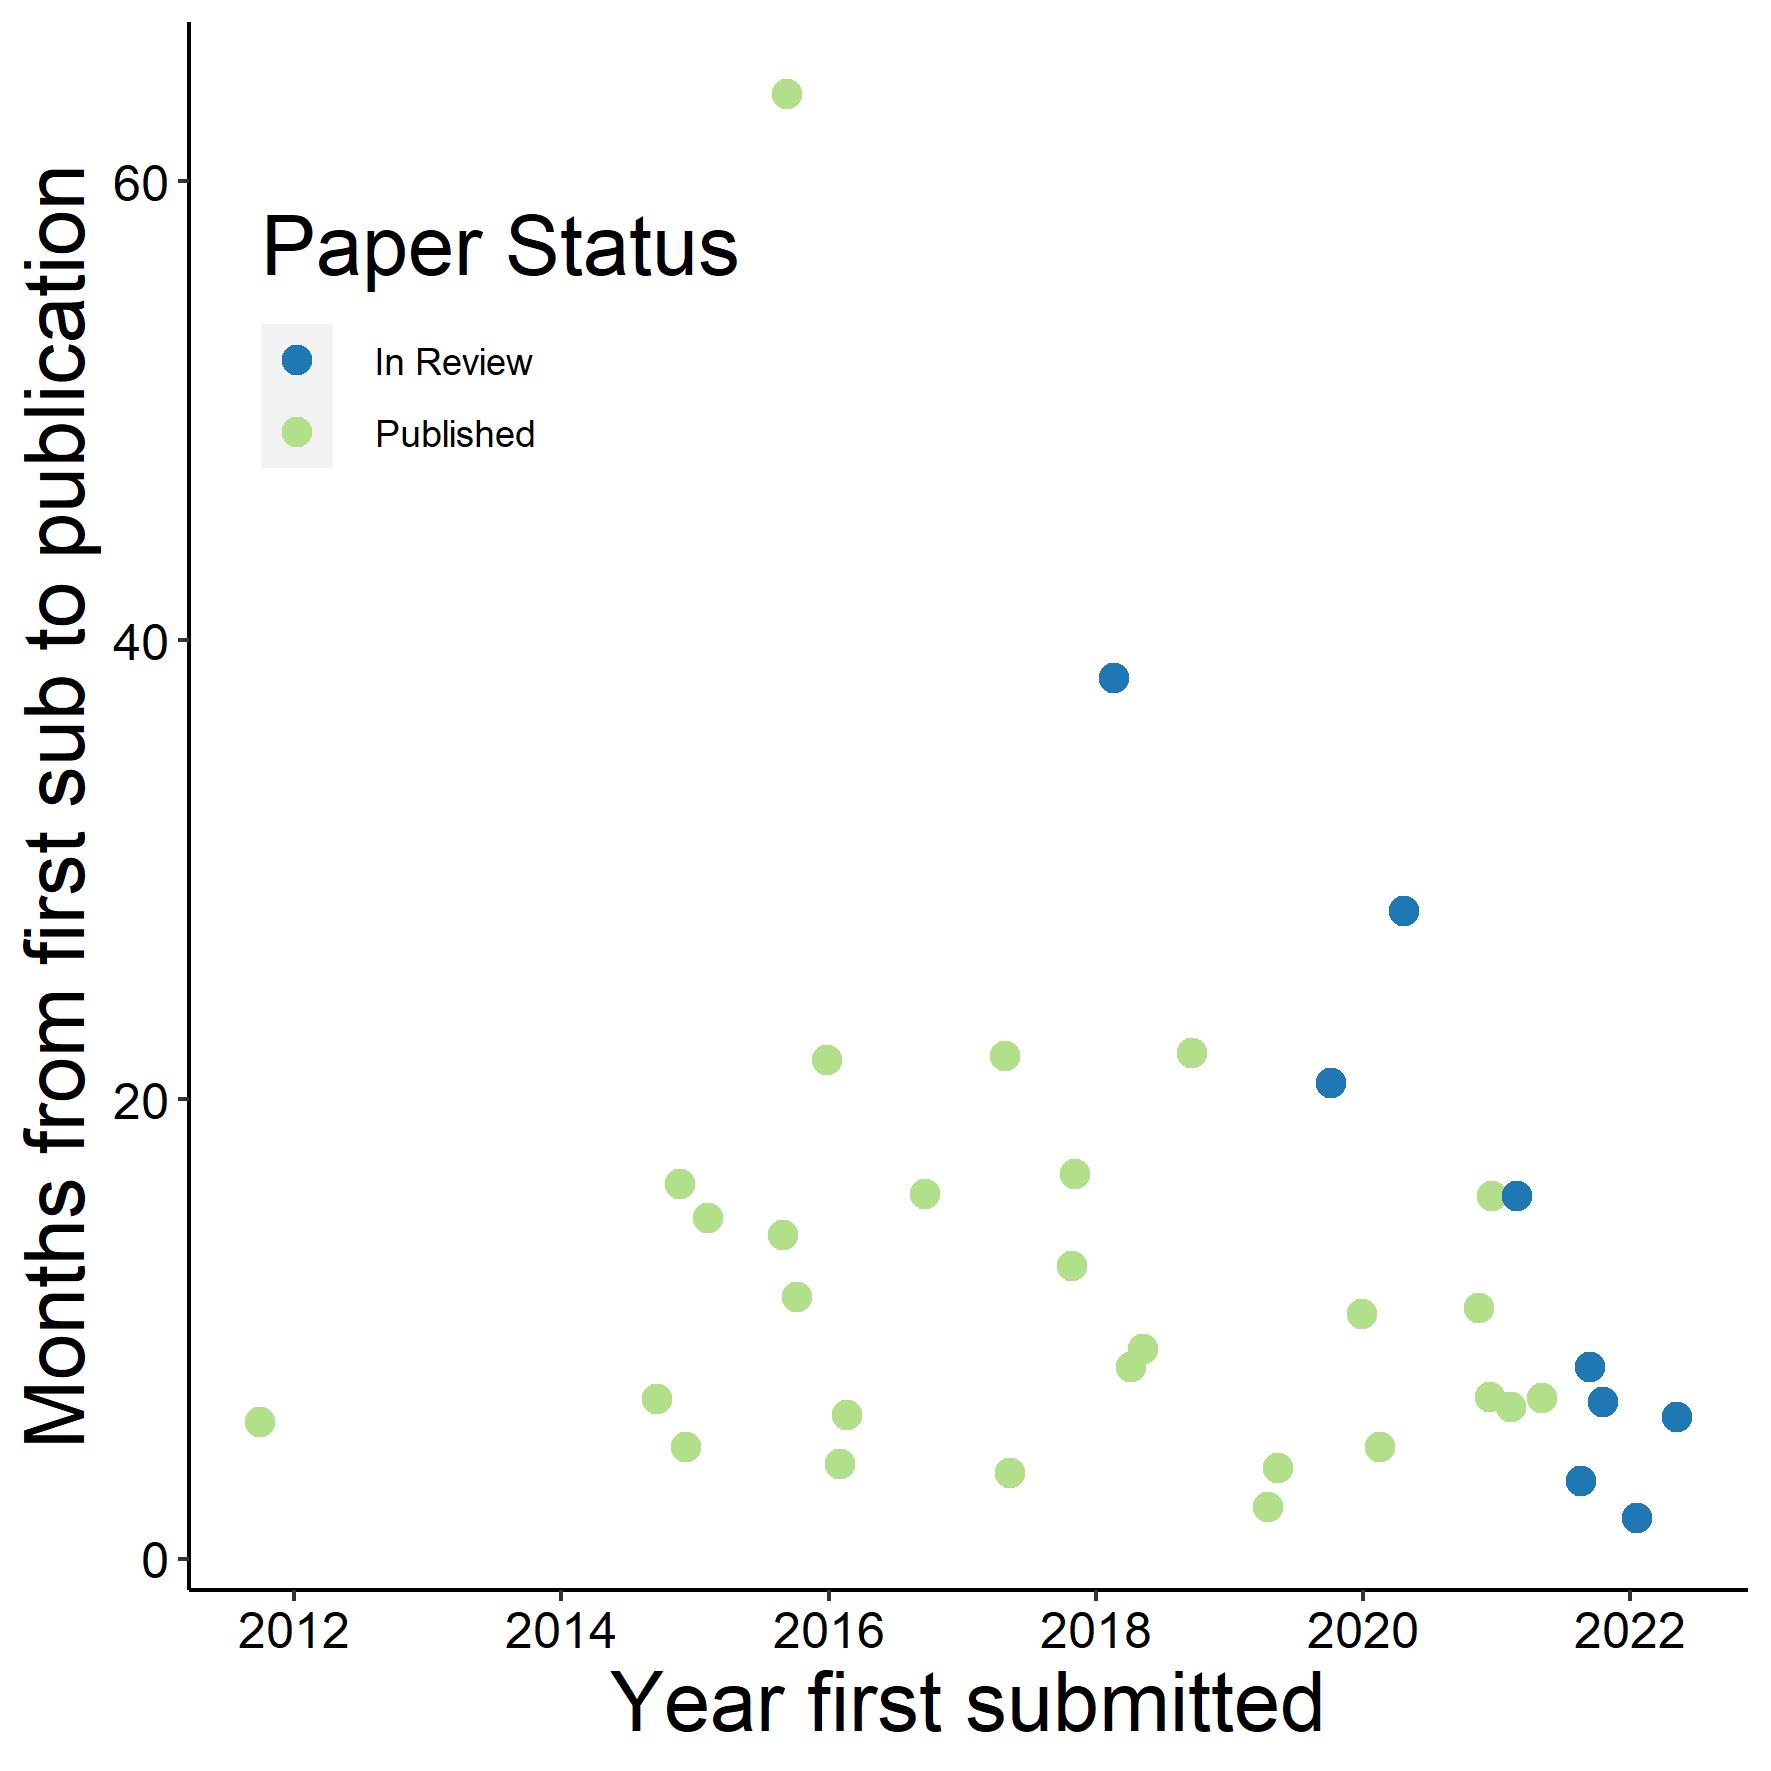 Months from first sub to publication
60
40
20
0
Paper Status
In Review
Published
2012 2014 2016 2018 2020 2022
Year first submitted